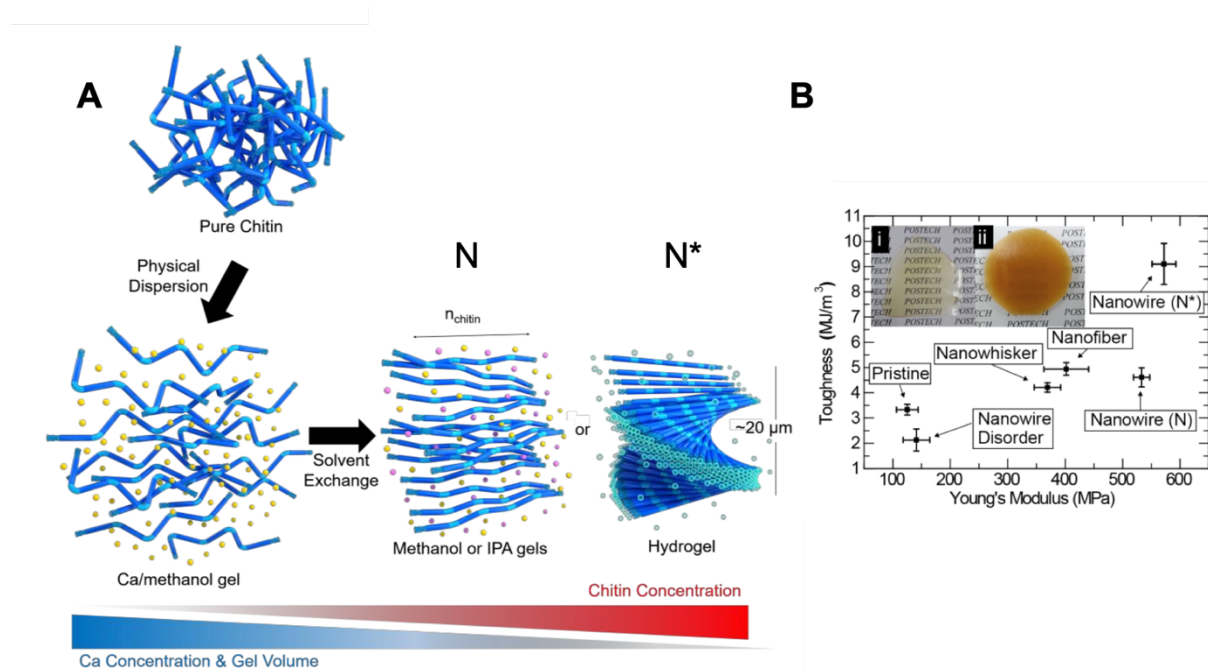 A
Pure Chitin
Physical
Dispersion
N
N*
n_chitin
or
~20 μm
Solvent
Exchange
Ca/methanol gel
Methanol or IPA gels
Hydrogel
Chitin Concentration
Ca Concentration & Gel Volume
B
Toughness (MJ/m³)
11
10
9
8
7
6
5
4
3
2
1
i
ii
POSTECH
Nanowire (N*)
Nanofiber
Nanowhisker
Pristine
Nanowire
Disorder
Nanowire (N)
100 200 300 400 500 600
Young's Modulus (MPa)